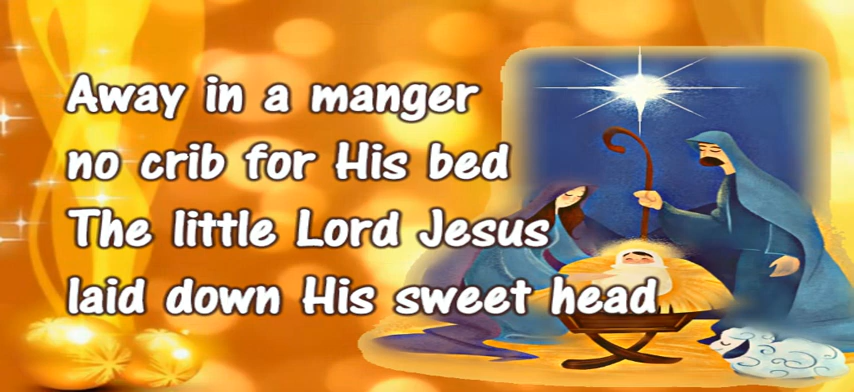 Away in a manger
no crib for His bed
The little Lord Jesus
laid down His sweet head